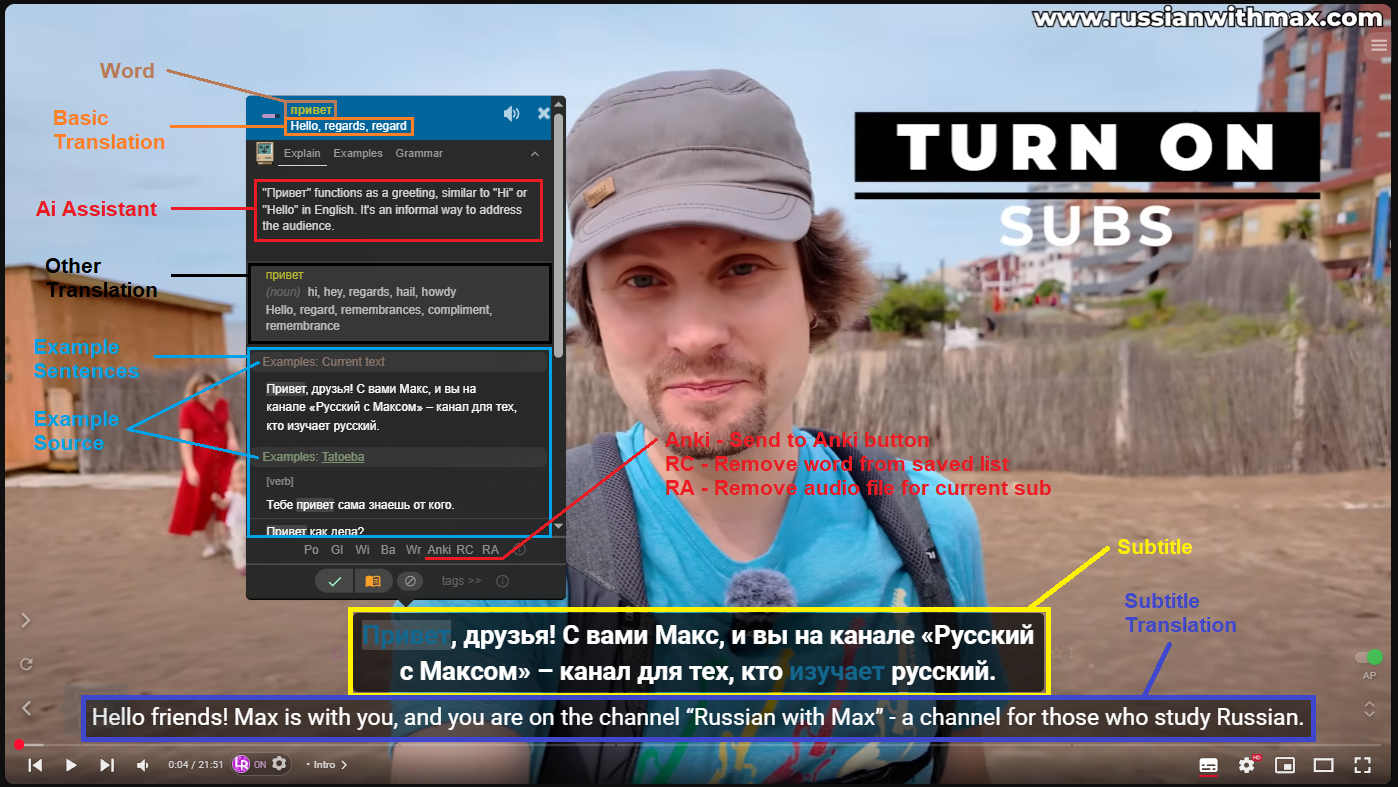 www.russianwithmax.com
Word
Basic
Translation
Ai Assistant
Other
Translation
Example
Sentences
Example
Source
привет
Hello, regards, regard
Explain Examples Grammar
"Привет" functions as a greeting, similar to "Hi" or
"Hello" in English. It's an informal way to address
the audience.
привет
(noun) hi, hey, regards, hail, howdy
Hello, regard, remembrances, compliment,
remembrance
Examples: Current text
Привет, друзья! С вами Макс, и вы на
канале «Русский с Максом» – канал для тех,
кто изучает русский.
Examples: Tatoeba
[verb]
Тебе привет сама знаешь от кого.
Привет как дела?
Po Gl Wi Ba Wr Anki RC RA
tags >>
TURN ON
SUBS
Anki - Send to Anki button
RC - Remove word from saved list
RA - Remove audio file for current sub
Subtitle
Subtitle
Translation
Привет, друзья! С вами Макс, и вы на канале «Русский
с Максом» – канал для тех, кто изучает русский.
AP
Hello friends! Max is with you, and you are on the channel “Russian with Max” - a channel for those who study Russian.
0:04 / 21:51 LR ON • Intro
HD